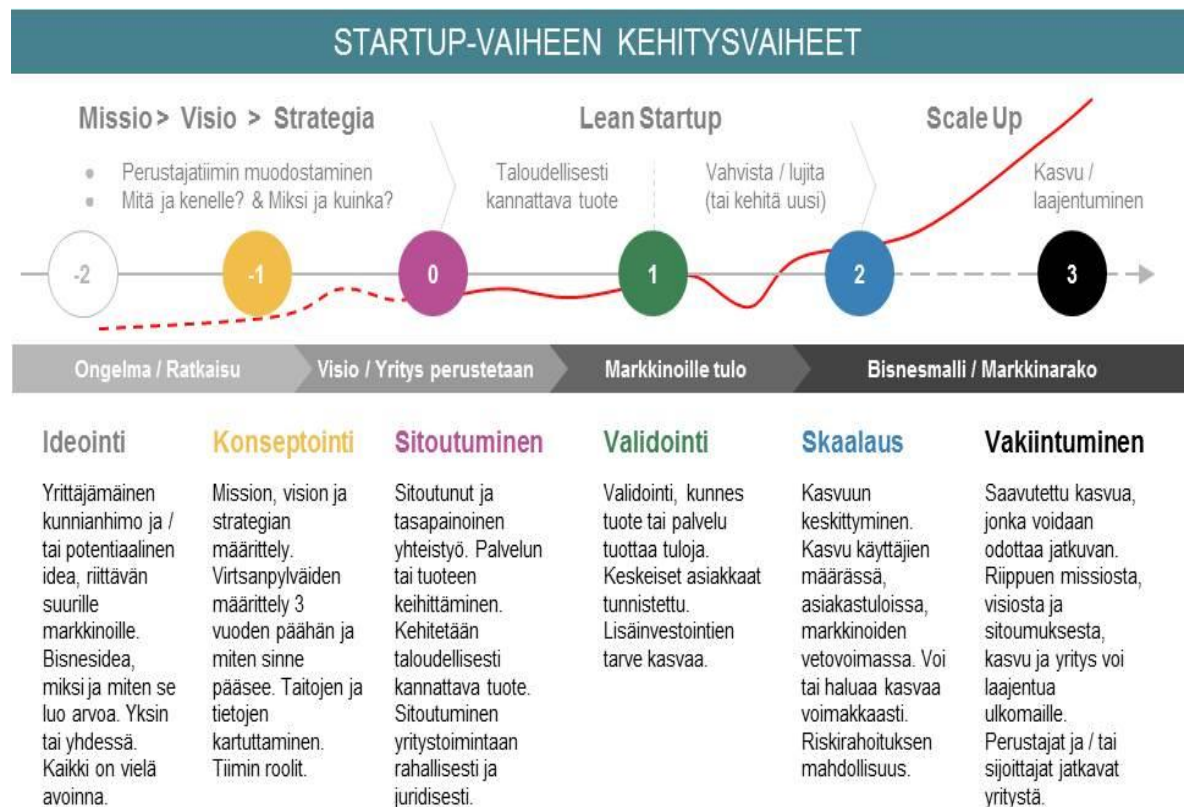 STARTUP-VAIHEEN KEHITYSVAIHEET
Missio > Visio > Strategia
• Perustajatiimin muodostaminen
• Mitä ja kenelle? & Miksi ja kuinka?
Lean Startup
Taloudellisesti
kannattava tuote
Vahvista / lujita
(tai kehitä uusi)
Scale Up
Kasvu /
laajentuminen
-2
-1
0
1
2
3
Ongelma / Ratkaisu
Visio / Yritys perustetaan
Markkinoille tulo
Bisnesmalli / Markkinarako
Ideointi
Yrittäjämäinen
kunnianhimo ja /
tai potentiaalinen
idea, riittävän
suurille
markkinoille.
Bisnesidea,
miksi ja miten se
luo arvoa. Yksin
tai yhdessä.
Kaikki on vielä
avoinna.
Konseptointi
Mission, vision ja
strategian
määrittely.
Virtsanpylväiden
määrittely 3
vuoden päähän ja
miten sinne
pääsee. Taitojen ja
tietojen
kartuttaminen.
Tiimin roolit.
Sitoutuminen
Sitoutunut ja
tasapainoinen
yhteistyö. Palvelun
tai tuoteen
keihittäminen.
Kehitetään
taloudellisesti
kannattava tuote.
Sitoutuminen
yritystoimintaan
rahallisesti ja
juridisesti.
Validointi
Validointi, kunnes
tuote tai palvelu
tuottaa tuloja.
Keskeiset asiakkaat
tunnistettu.
Lisäinvestointien
tarve kasvaa.
Skaalaus
Kasvuun
keskittyminen.
Kasvu käyttäjien
määrässä,
asiakastuloissa,
markkinoiden
vetovoimassa. Voi
tai haluaa kasvaa
voimakkaasti.
Riskirahoituksen
mahdollisuus.
Vakiintuminen
Saavutettu kasvua,
jonka voidaan
odottaa jatkuvan.
Riippuen missiosta,
visiosta ja
sitoumuksesta,
kasvu ja yritys voi
laajentua
ulkomaille.
Perustajat ja / tai
sijoittajat jatkavat
yritystä.